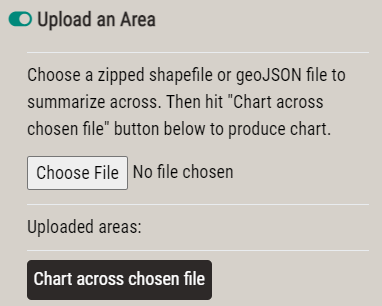 Upload an Area
Choose a zipped shapefile or geoJSON file to
summarize across. Then hit "Chart across
chosen file" button below to produce chart.
Choose File No file chosen
Uploaded areas:
Chart across chosen file